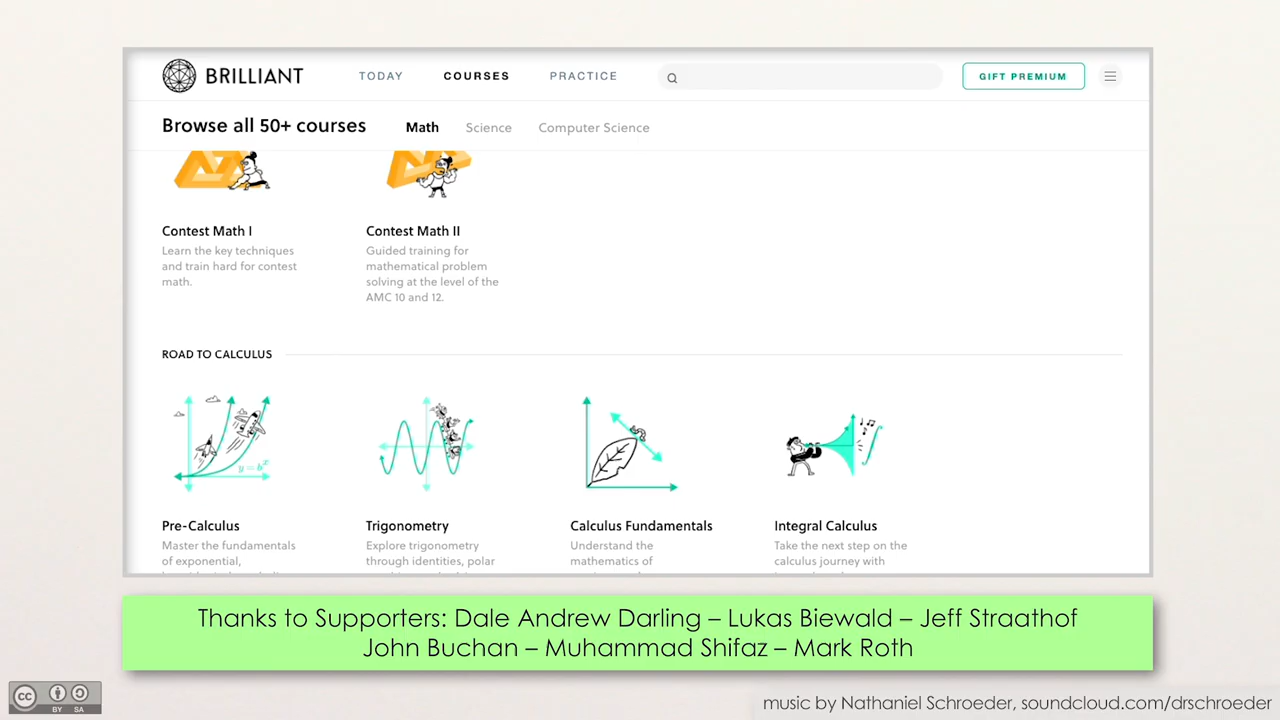 BRILLIANT
TODAY
COURSES
PRACTICE
GIFT PREMIUM
Browse all 50+ courses
Math
Science
Computer Science
Contest Math I
Learn the key techniques
and train hard for contest
math.
Contest Math II
Guided training for
mathematical problem
solving at the level of the
AMC 10 and 12.
ROAD TO CALCULUS
y = b^x
Pre-Calculus
Master the fundamentals
of exponential,
Trigonometry
Explore trigonometry
through identities, polar
Calculus Fundamentals
Understand the
mathematics of
Integral Calculus
Take the next step on the
calculus journey with
Thanks to Supporters: Dale Andrew Darling – Lukas Biewald – Jeff Straathof
John Buchan – Muhammad Shifaz – Mark Roth
cc
BY SA
music by Nathaniel Schroeder, soundcloud.com/drschroeder